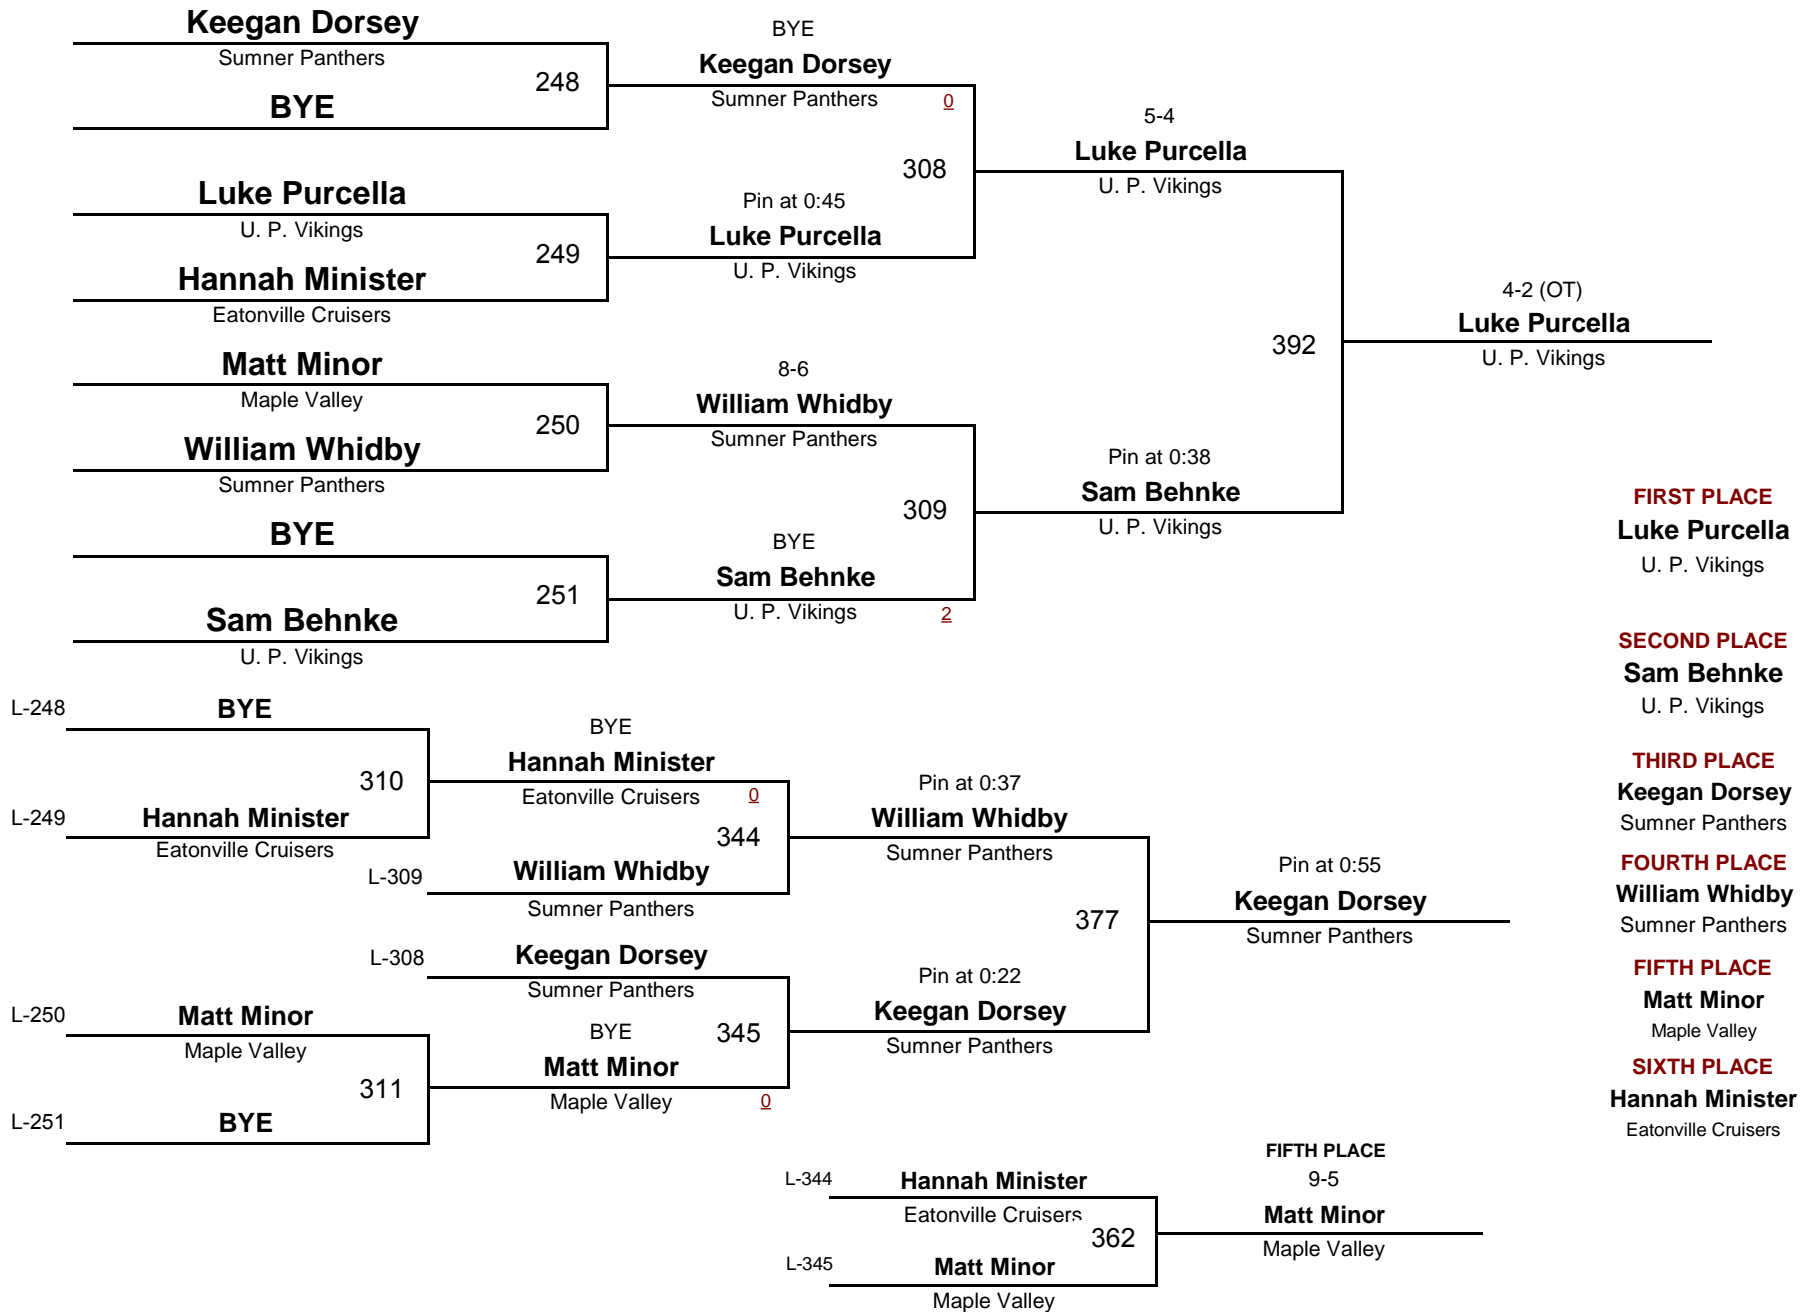 Keegan Dorsey
Sumner Panthers
248
BYE
BYE
Keegan Dorsey
Sumner Panthers
0
Luke Purcella
U. P. Vikings
249
Hannah Minister
Eatonville Cruisers
Pin at 0:45
Luke Purcella
U. P. Vikings
308
5-4
Luke Purcella
U. P. Vikings
Matt Minor
Maple Valley
250
William Whidby
Sumner Panthers
8-6
William Whidby
Sumner Panthers
BYE
251
Sam Behnke
U. P. Vikings
BYE
Sam Behnke
U. P. Vikings
2
309
Pin at 0:38
Sam Behnke
U. P. Vikings
392
4-2 (OT)
Luke Purcella
U. P. Vikings
FIRST PLACE
Luke Purcella
U. P. Vikings
SECOND PLACE
Sam Behnke
U. P. Vikings
THIRD PLACE
Keegan Dorsey
Sumner Panthers
FOURTH PLACE
William Whidby
Sumner Panthers
FIFTH PLACE
Matt Minor
Maple Valley
SIXTH PLACE
Hannah Minister
Eatonville Cruisers
L-248
BYE
310
L-249
Hannah Minister
Eatonville Cruisers
BYE
Hannah Minister
Eatonville Cruisers
0
344
L-309
William Whidby
Sumner Panthers
Pin at 0:37
William Whidby
Sumner Panthers
L-308
Keegan Dorsey
Sumner Panthers
L-250
Matt Minor
Maple Valley
311
L-251
BYE
BYE
345
Matt Minor
Maple Valley
0
Pin at 0:22
Keegan Dorsey
Sumner Panthers
377
Pin at 0:55
Keegan Dorsey
Sumner Panthers
L-344
Hannah Minister
Eatonville Cruisers
362
L-345
Matt Minor
Maple Valley
FIFTH PLACE
9-5
Matt Minor
Maple Valley